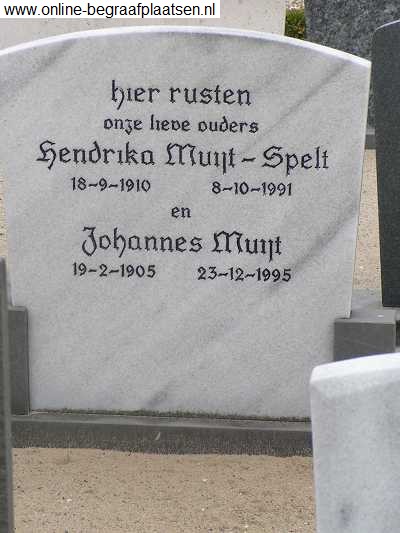 www.online-begraafplaatsen.nl
hier rusten
onze lieve ouders
Hendrika Muijt-Spelt
18-9-1910 8-10-1991
en
Johannes Muijt
19-2-1905 23-12-1995